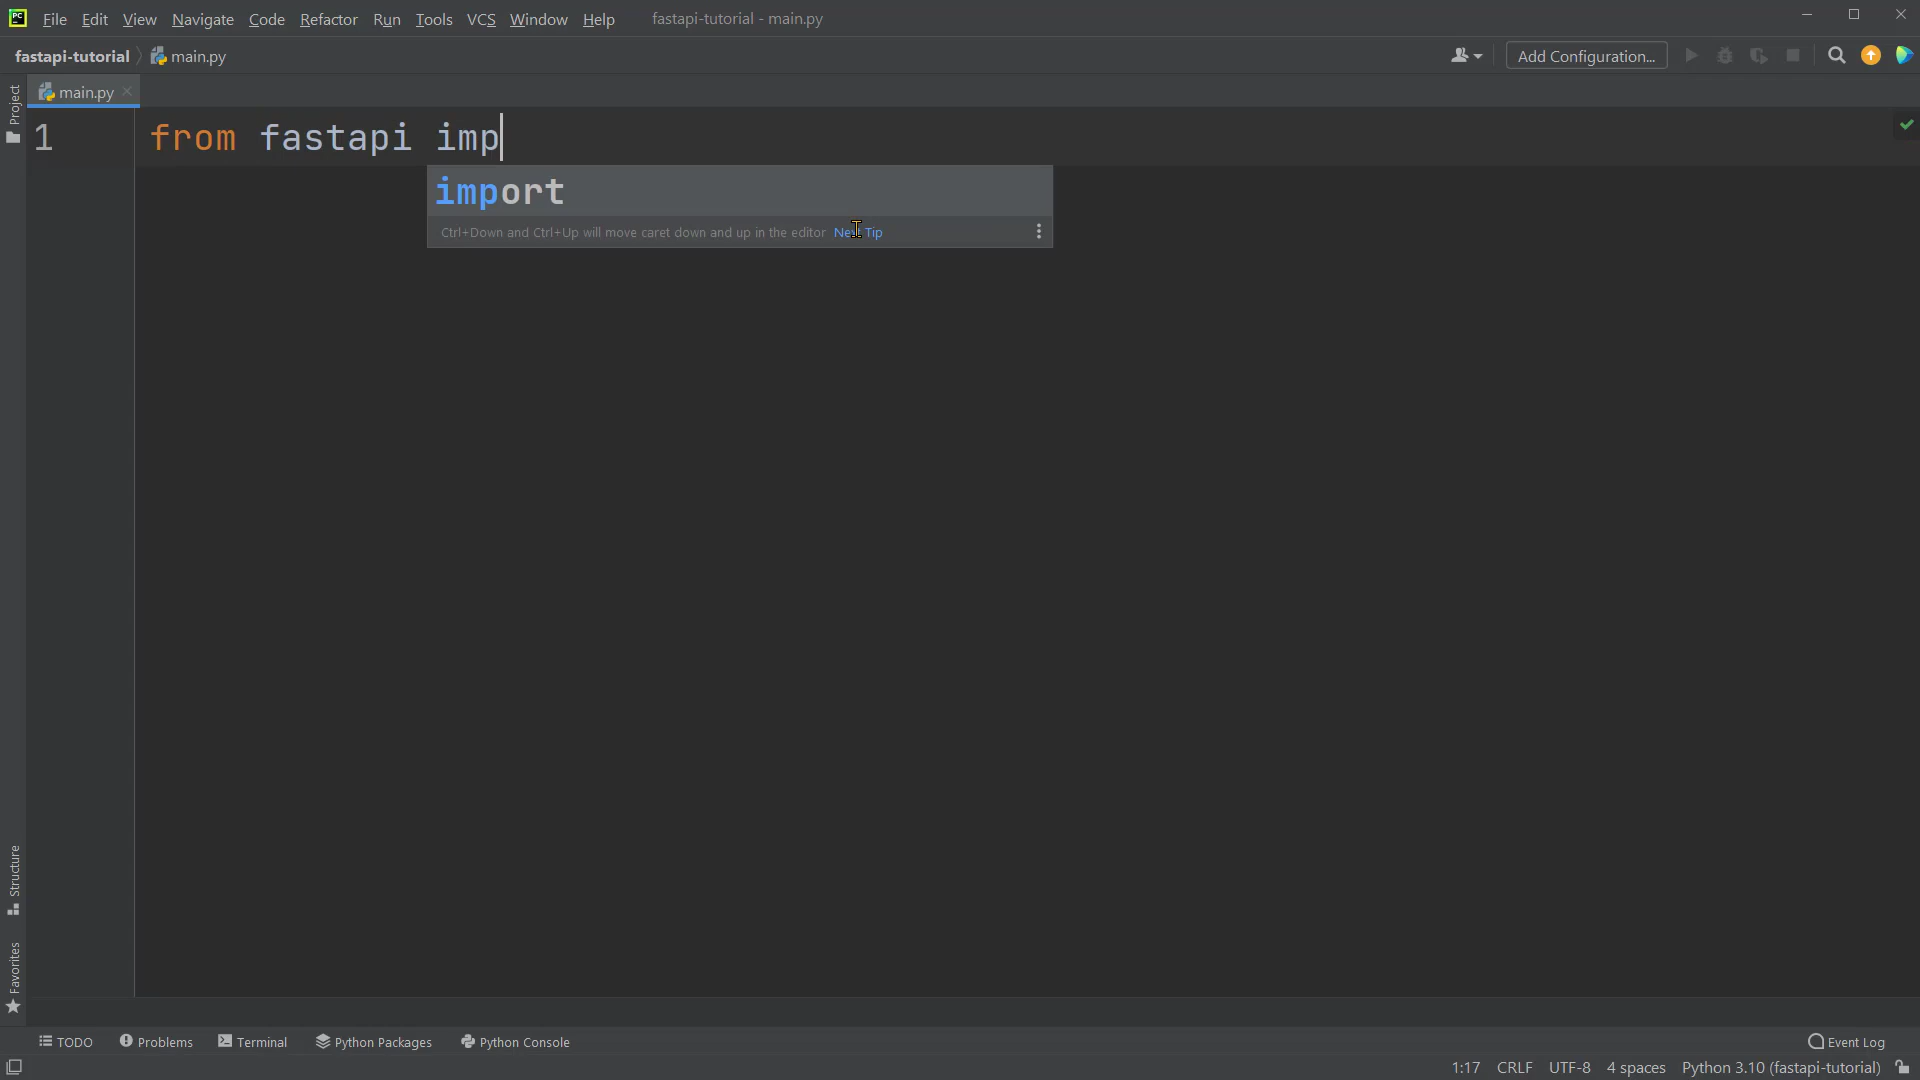 PC File Edit View Navigate Code Refactor Run Tools VCS Window Help fastapi-tutorial - main.py
fastapi-tutorial main.py Add Configuration...
main.py
Project
1 from fastapi imp
import
Ctrl+Down and Ctrl+Up will move caret down and up in the editor Next Tip
Structure
Favorites
TODO Problems Terminal Python Packages Python Console Event Log
1:17 CRLF UTF-8 4 spaces Python 3.10 (fastapi-tutorial)